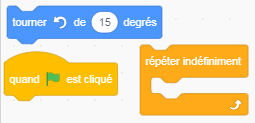 tourner de 15 degrés
répéter indéfiniment
quand est cliqué